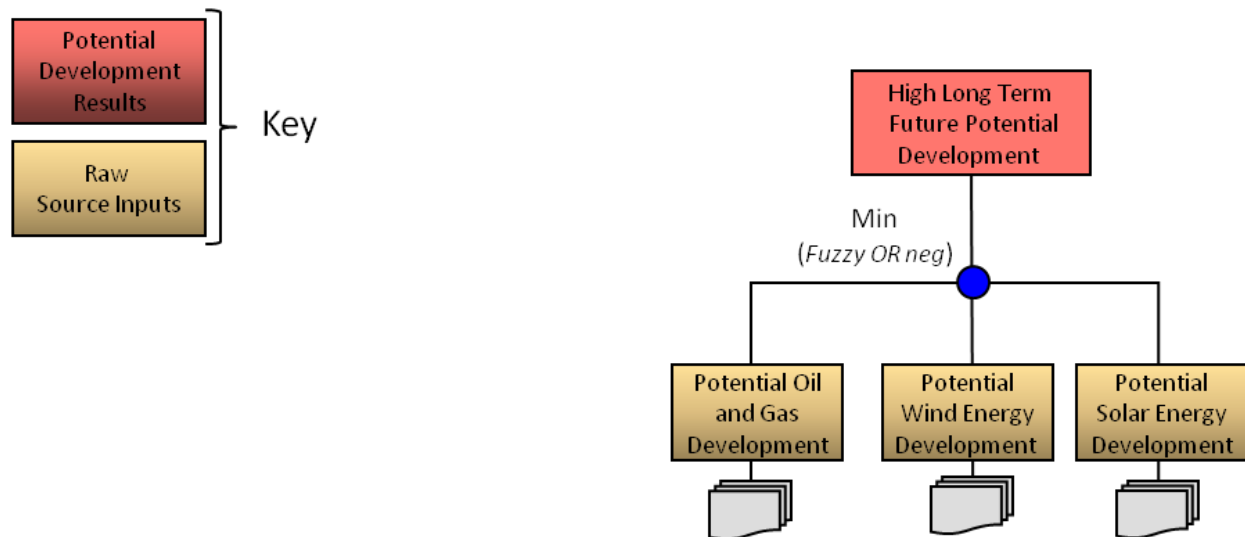 Potential
Development
Results
Raw
Source Inputs
Key
High Long Term
Future Potential
Development
Min
(Fuzzy OR neg)
Potential Oil
and Gas
Development
Potential
Wind Energy
Development
Potential
Solar Energy
Development